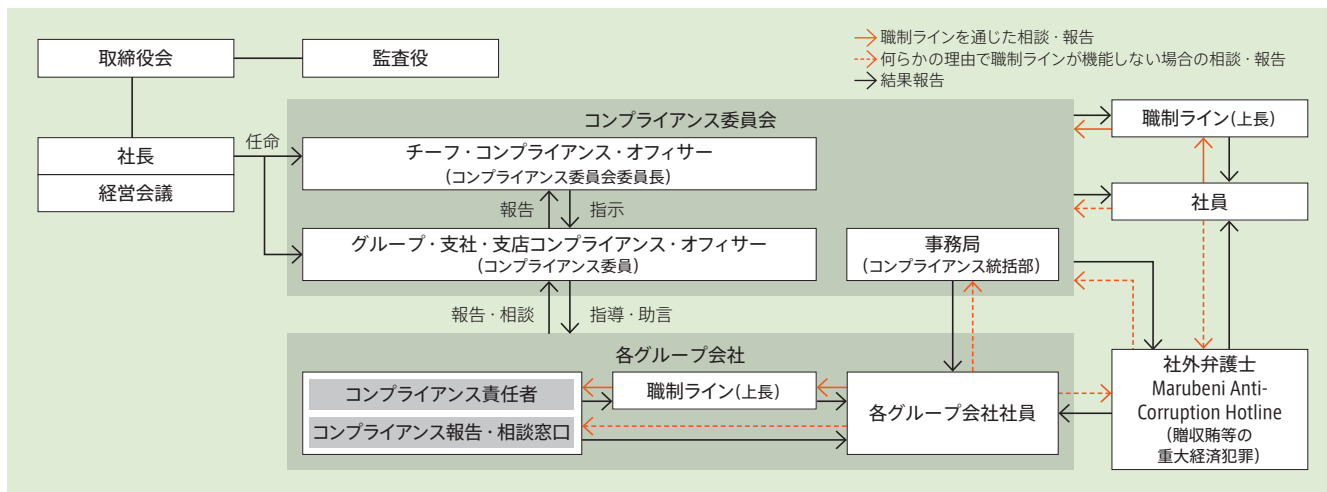 取締役会
監査役
職制ラインを通じた相談・報告
何らかの理由で職制ラインが機能しない場合の相談・報告
結果報告
社長
経営会議
任命
コンプライアンス委員会
チーフ・コンプライアンス・オフィサー
(コンプライアンス委員会委員長)
報告
指示
グループ・支社・支店コンプライアンス・オフィサー
(コンプライアンス委員)
事務局
(コンプライアンス統括部)
職制ライン(上長)
社員
報告・相談
指導・助言
各グループ会社
コンプライアンス責任者
コンプライアンス報告・相談窓口
職制ライン(上長)
各グループ会社社員
社外弁護士
Marubeni Anti-
Corruption Hotline
(贈収賄等の
重大経済犯罪)